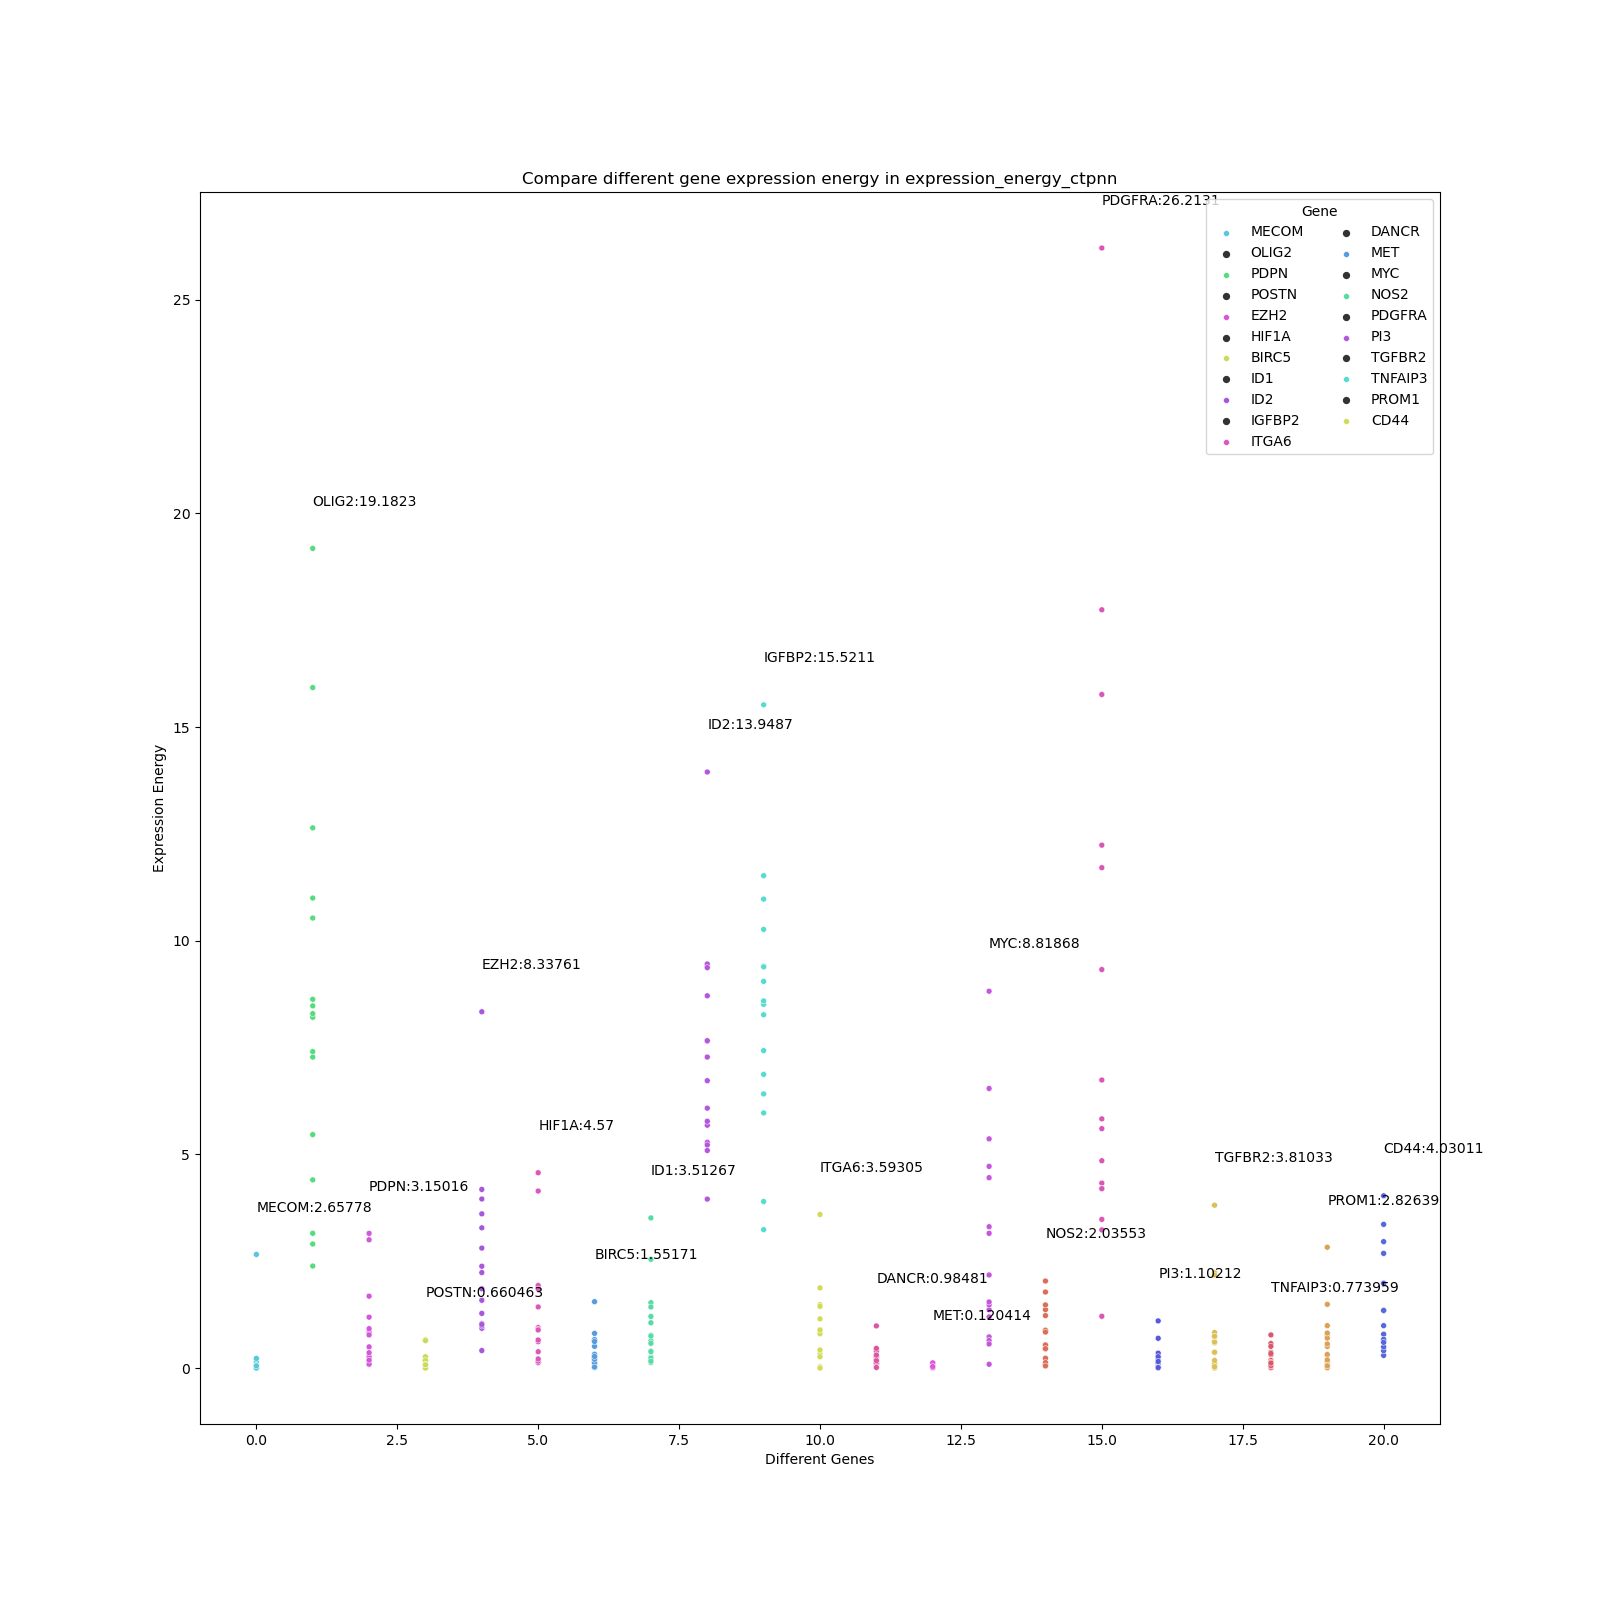 Compare different gene expression energy in expression_energy_ctpnn
PDGFRA:26.2131
Gene
MECOM
OLIG2
PDPN
POSTN
EZH2
HIF1A
BIRC5
ID1
ID2
IGFBP2
ITGA6
DANCR
MET
MYC
NOS2
PDGFRA
PI3
TGFBR2
TNFAIP3
PROM1
CD44
OLIG2:19.1823
IGFBP2:15.5211
ID2:13.9487
MYC:8.81868
EZH2:8.33761
HIF1A:4.57
CD44:4.03011
TGFBR2:3.81033
ITGA6:3.59305
ID1:3.51267
PDPN:3.15016
PROM1:2.82639
MECOM:2.65778
NOS2:2.03553
BIRC5:1.55171
PI3:1.10212
DANCR:0.98481
TNFAIP3:0.773959
POSTN:0.660463
MET:0.120414
25
20
15
10
5
0
Expression Energy
0.0 2.5 5.0 7.5 10.0 12.5 15.0 17.5 20.0
Different Genes